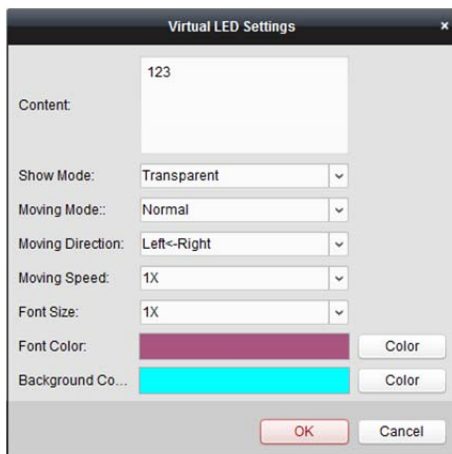 Virtual LED Settings ×
Content: 123
Show Mode: Transparent
Moving Mode:: Normal
Moving Direction: Left<-Right
Moving Speed: 1X
Font Size: 1X
Font Color: Color
Background Co... Color
OK Cancel